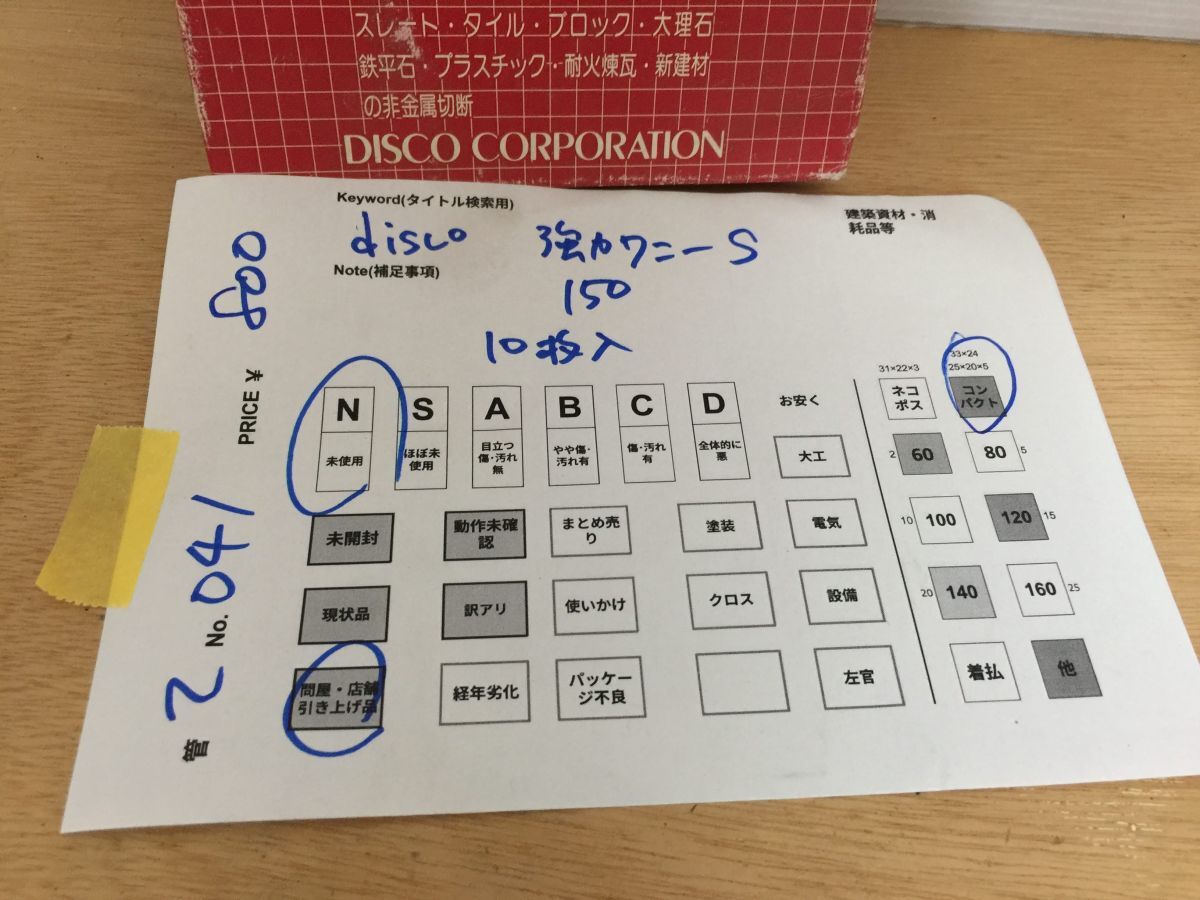 スレート・タイル・ブロック・大理石
鉄平石・プラスチック・耐火煉瓦・新建材
の非金属切断
DISCO CORPORATION
Keyword(タイトル検索用)
建築資材・消
耗品等
disco 強力ワニーS
Note(補足事項)
150
10枚入
PRICE ¥ 800
管 2 No. 041
N
未使用
S
ほぼ未
使用
A
目立つ
傷・汚れ
無
B
やや傷・
汚れ有
C
傷・汚れ
有
D
全体的に
悪
お安く
大工
未開封
動作未確
認
まとめ売
り
塗装
電気
現状品
訳アリ
使いかけ
クロス
設備
問屋・店舗
引き上げ品
経年劣化
パッケー
ジ不良
左官
31×22×3
ネコ
ポス
33×24
25×20×5
コン
パクト
2 60
80 5
10 100
120 15
20 140
160 25
着払
他